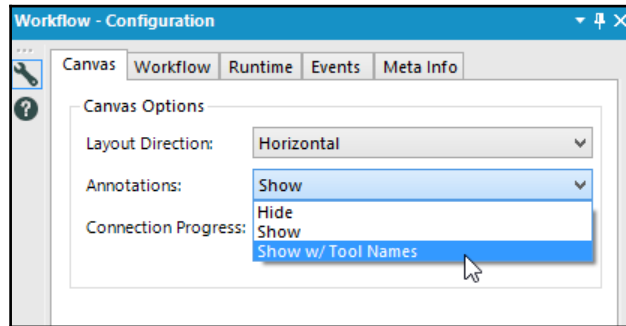 Workflow - Configuration
Canvas Workflow Runtime Events Meta Info
Canvas Options
Layout Direction: Horizontal
Annotations: Show
Hide
Connection Progress: Show
Show w/ Tool Names